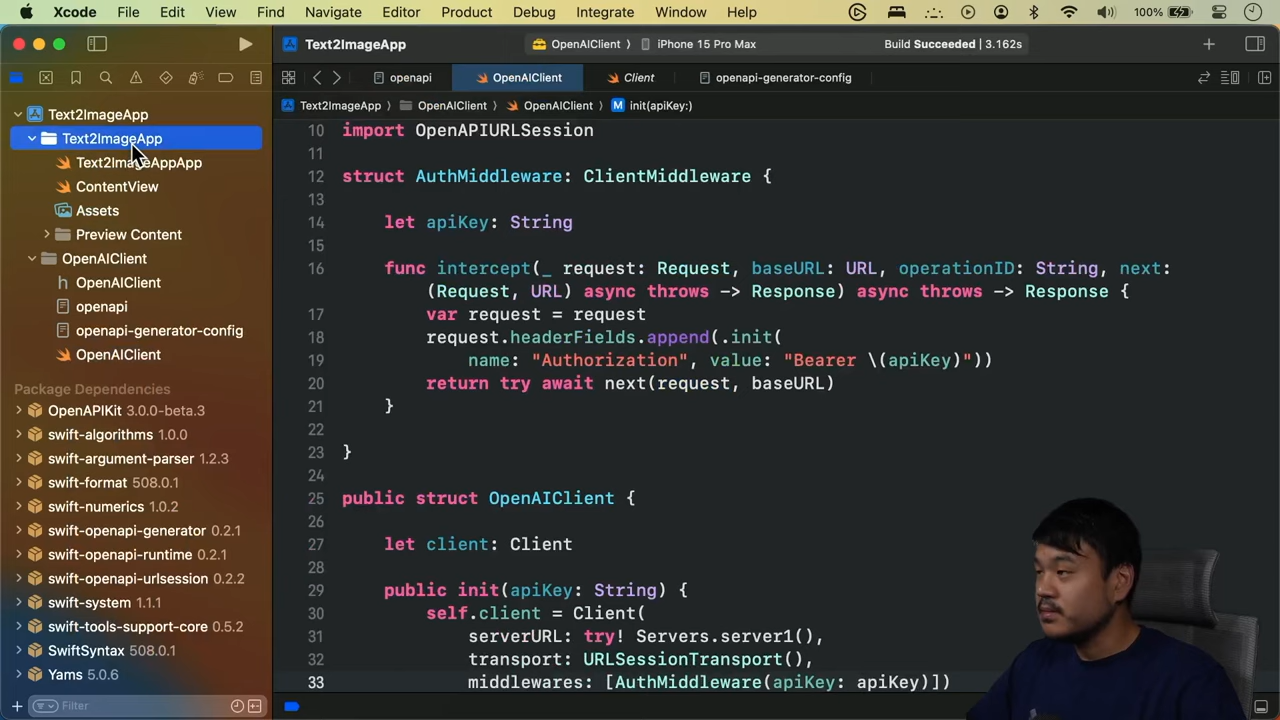 Xcode File Edit View Find Navigate Editor Product Debug Integrate Window Help 100%
Text2ImageApp OpenAIClient iPhone 15 Pro Max Build Succeeded | 3.162s
openapi OpenAIClient Client openapi-generator-config
Text2ImageApp OpenAIClient OpenAIClient M init(apiKey:)
Text2ImageApp
Text2ImageApp
Text2ImageAppApp
ContentView
Assets
Preview Content
OpenAIClient
h OpenAIClient
openapi
openapi-generator-config
OpenAIClient
Package Dependencies
OpenAPIKit 3.0.0-beta.3
swift-algorithms 1.0.0
swift-argument-parser 1.2.3
swift-format 508.0.1
swift-numerics 1.0.2
swift-openapi-generator 0.2.1
swift-openapi-runtime 0.2.1
swift-openapi-urlsession 0.2.2
swift-system 1.1.1
swift-tools-support-core 0.5.2
SwiftSyntax 508.0.1
Yams 5.0.6
Filter
10 import OpenAPIURLSession
11
12 struct AuthMiddleware: ClientMiddleware {
13
14 let apiKey: String
15
16 func intercept(_ request: Request, baseURL: URL, operationID: String, next:
(Request, URL) async throws -> Response) async throws -> Response {
17 var request = request
18 request.headerFields.append(.init(
19 name: "Authorization", value: "Bearer \(apiKey)"))
20 return try await next(request, baseURL)
21 }
22
23 }
24
25 public struct OpenAIClient {
26
27 let client: Client
28
29 public init(apiKey: String) {
30 self.client = Client(
31 serverURL: try! Servers.server1(),
32 transport: URLSessionTransport(),
33 middlewares: [AuthMiddleware(apiKey: apiKey)])